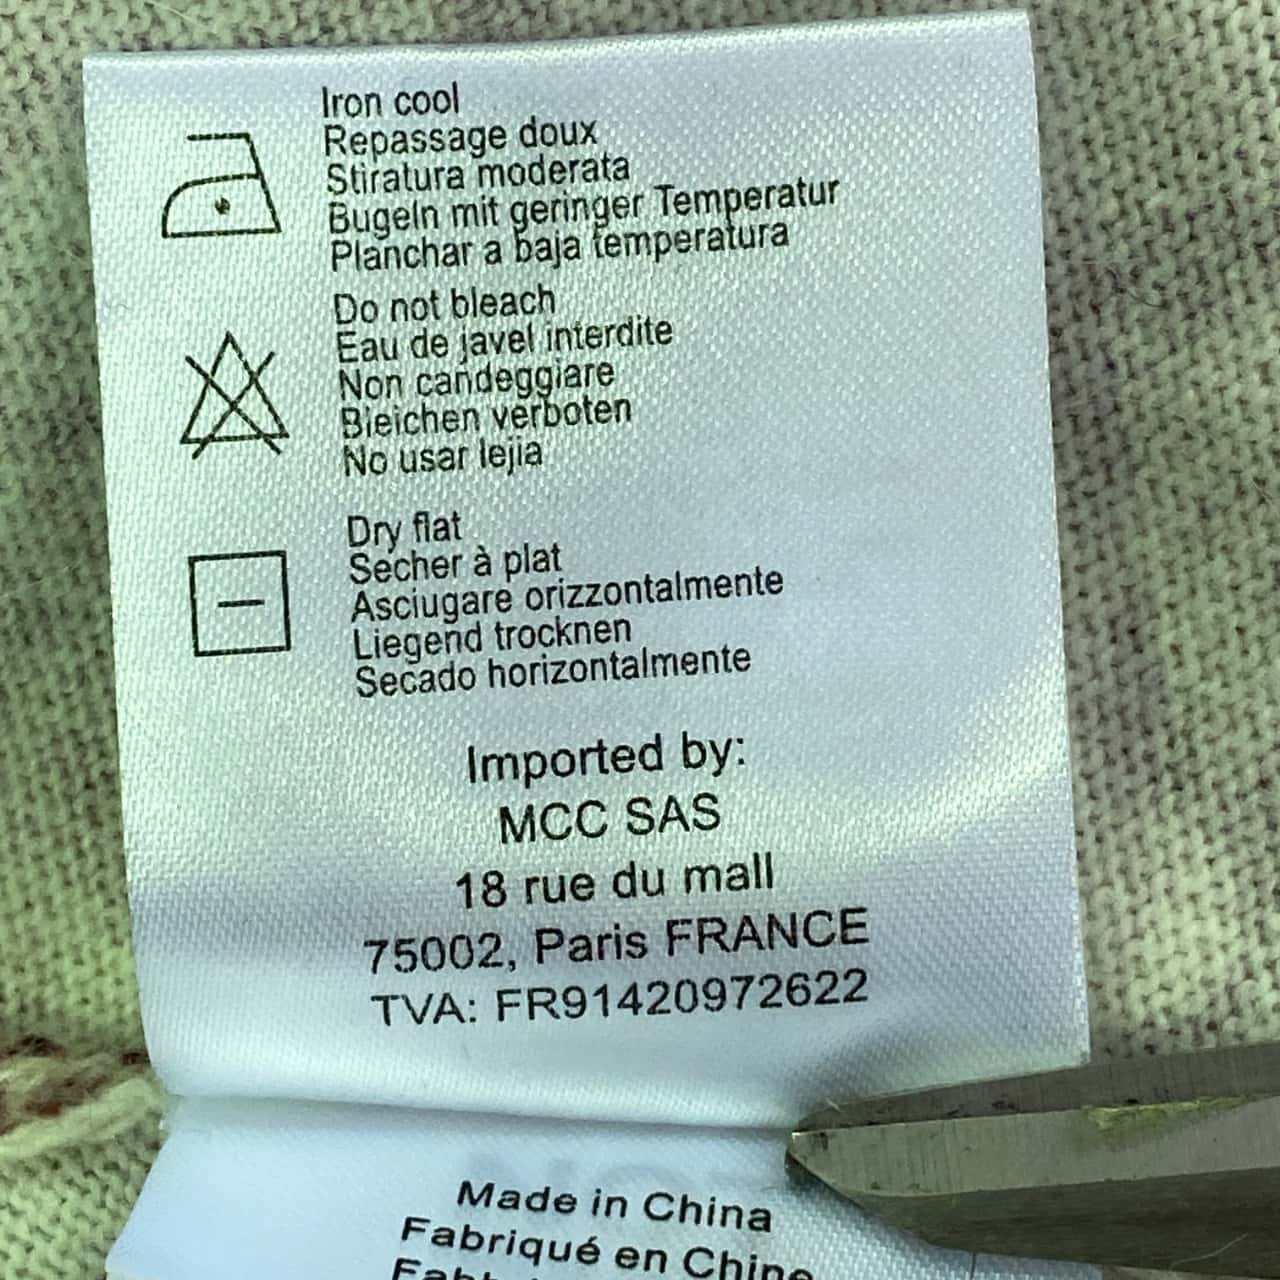 Iron cool
Repassage doux
Stiratura moderata
Bugeln mit geringer Temperatur
Planchar a baja temperatura
Do not bleach
Eau de javel interdite
Non candeggiare
Bleichen verboten
No usar lejia
Dry flat
Secher à plat
Asciugare orizzontalmente
Liegend trocknen
Secado horizontalmente
Imported by:
MCC SAS
18 rue du mall
75002, Paris FRANCE
TVA: FR91420972622
Made in China
Fabriqué en Chine